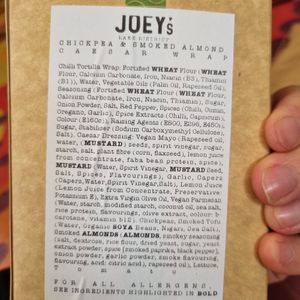 JOEY's
LAKE DISTRICT
CHICKPEA & SMOKED ALMOND
CAESAR WRAP
Chilli Tortilla Wrap: Fortified WHEAT Flour (WHEAT
Flour, Calcium Carbonate, Iron, Niacin (B3), Thiamin
(B1)), Water, Vegetable Oils (Palm Oil, Rapeseed Oil),
Seasoning (Fortified WHEAT Flour (WHEAT Flour,
Calcium Carbonate, Iron, Niacin, Thiamin), Sugar,
Onion Powder, Salt, Red Pepper, Spices (Chilli, Cumin,
Oregano, Garlic), Spice Extracts (Chilli, Capsicum),
Colour (E160c)), Raising Agents (E500, E296, E450),
Sugar, Stabiliser (Sodium Carboxymethyl Cellulose),
Salt), Caesar Dressing: Vegan Mayo (Rapeseed oil,
water, (MUSTARD) seeds, spirit vinegar, sugar,
salt, starch, plant fibre (corn, flaxseed), lemon juice
from concentrate, faba bean protein, spice),
MUSTARD (Water, Spirit Vinegar, MUSTARD Seed,
Salt, Spices, Flavourings), Garlic, Capers
(Capers, Water, Spirit Vinegar, Salt), Lemon Juice
(Lemon Juice from Concentrate, Preservative:
Potassium), Extra Virgin Olive Oil, Vegan Parmesan
(Water, starch, modified starch, coconut oil, sea salt,
rice protein, flavourings, olive extract, colour: b-
carotene, vitamin b12), Chickpeas, Smoked Tofu
(Water, Organic SOYA Beans, Nigari, Sea Salt),
Smoked ALMONDS (ALMONDS, smokey seasoning
(salt, dextrose, rice flour, dried yeast, sugar, yeast
extract powder, spice (smoked paprika, black pepper),
onion powder, garlic powder, smoke flavouring,
flavouring, acid: citric acid), rapeseed oil), Lettuce,
Tomato
FOR ALL ALLERGENS,
SEE INGREDIENTS HIGHLIGHTED IN BOLD